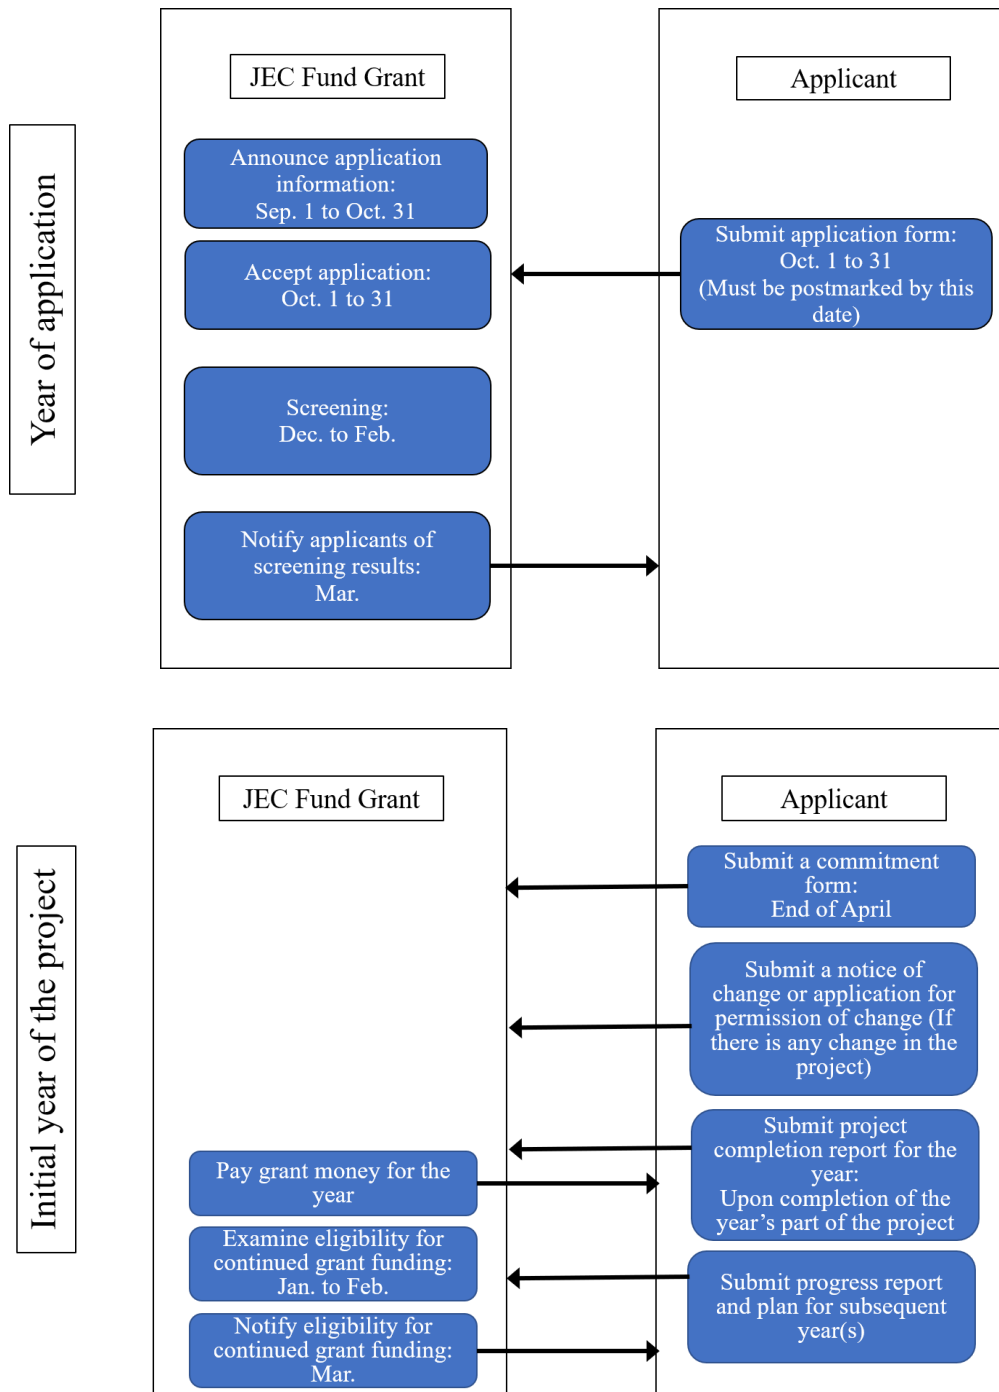 Year of application
JEC Fund Grant
Announce application
information:
Sep. 1 to Oct. 31
Accept application:
Oct. 1 to 31
Screening:
Dec. to Feb.
Notify applicants of
screening results:
Mar.
Applicant
Submit application form:
Oct. 1 to 31
(Must be postmarked by this
date)
Initial year of the project
JEC Fund Grant
Pay grant money for the
year
Examine eligibility for
continued grant funding:
Jan. to Feb.
Notify eligibility for
continued grant funding:
Mar.
Applicant
Submit a commitment
form:
End of April
Submit a notice of
change or application for
permission of change (If
there is any change in the
project)
Submit project
completion report for the
year:
Upon completion of the
year’s part of the project
Submit progress report
and plan for subsequent
year(s)